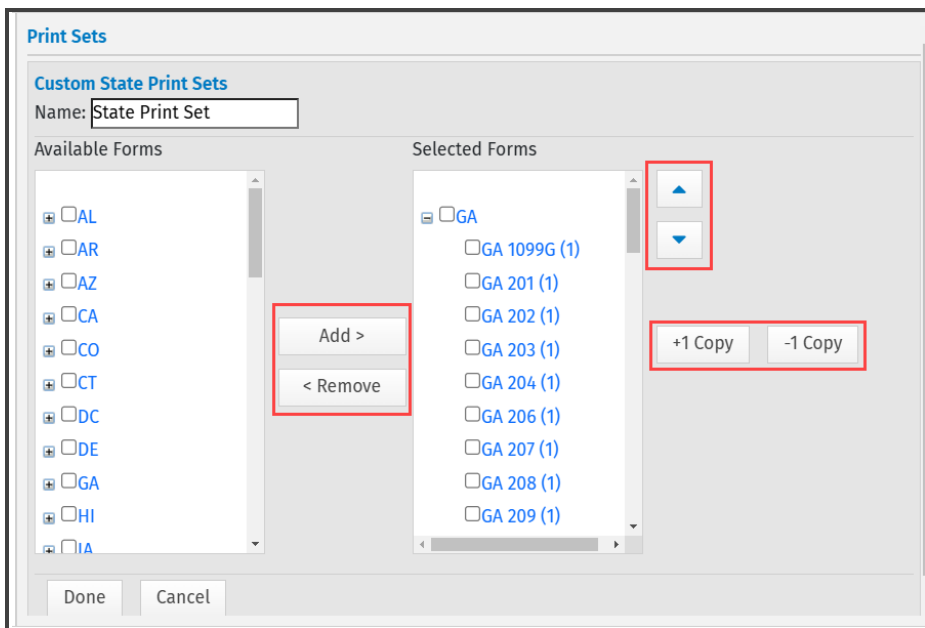 Print Sets
Custom State Print Sets
Name: State Print Set
Available Forms
AL
AR
AZ
CA
CO
CT
DC
DE
GA
HI
IA
Add >
< Remove
Selected Forms
GA
GA 1099G (1)
GA 201 (1)
GA 202 (1)
GA 203 (1)
GA 204 (1)
GA 206 (1)
GA 207 (1)
GA 208 (1)
GA 209 (1)
+1 Copy
-1 Copy
Done
Cancel